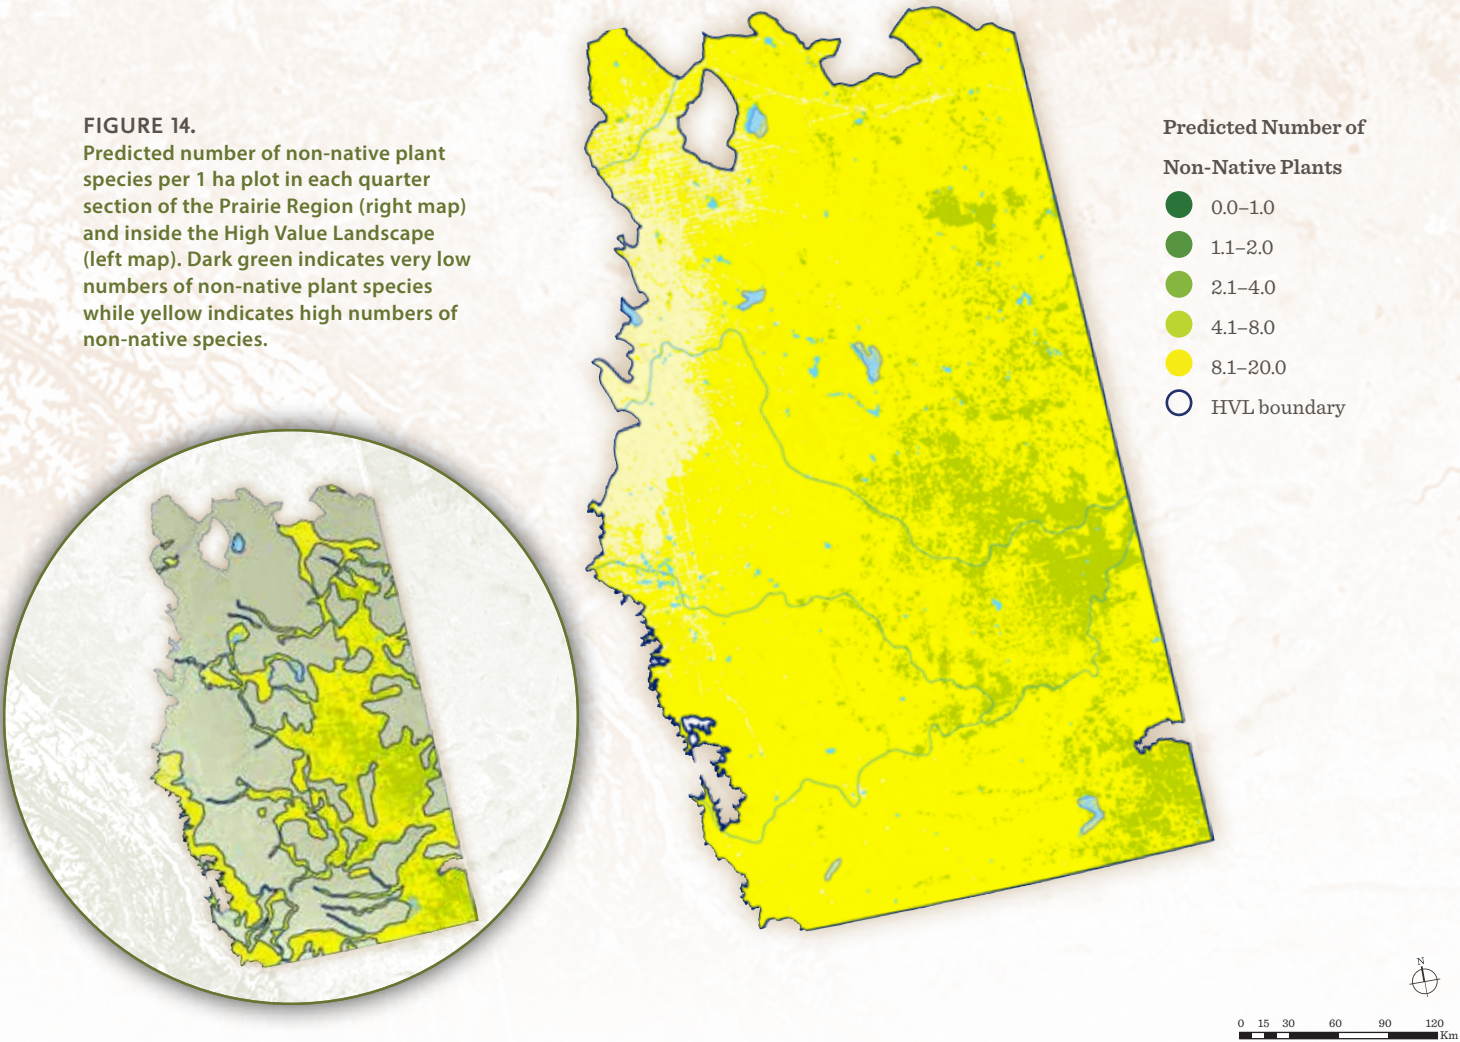 FIGURE 14.
Predicted number of non-native plant
species per 1 ha plot in each quarter
section of the Prairie Region (right map)
and inside the High Value Landscape
(left map). Dark green indicates very low
numbers of non-native plant species
while yellow indicates high numbers of
non-native species.
Predicted Number of
Non-Native Plants
0.0–1.0
1.1–2.0
2.1–4.0
4.1–8.0
8.1–20.0
HVL boundary
N
0 15 30 60 90 120
Km